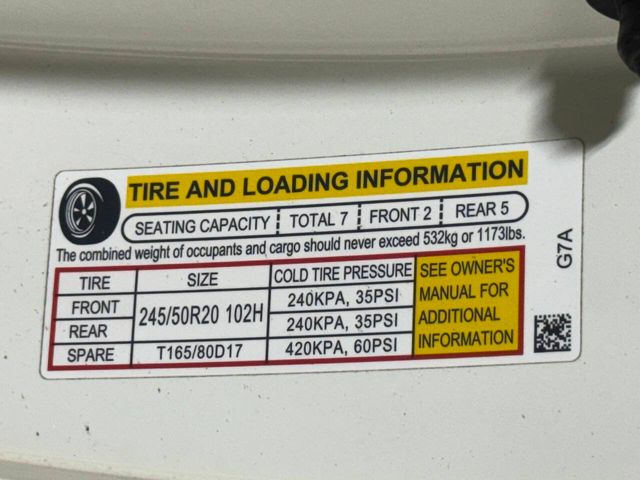 TIRE AND LOADING INFORMATION
SEATING CAPACITY TOTAL 7 FRONT 2 REAR 5
The combined weight of occupants and cargo should never exceed 532kg or 1173lbs.
TIRE SIZE COLD TIRE PRESSURE
FRONT 245/50R20 102H 240KPA, 35PSI
REAR 240KPA, 35PSI
SPARE T165/80D17 420KPA, 60PSI
SEE OWNER'S
MANUAL FOR
ADDITIONAL
INFORMATION
G7A